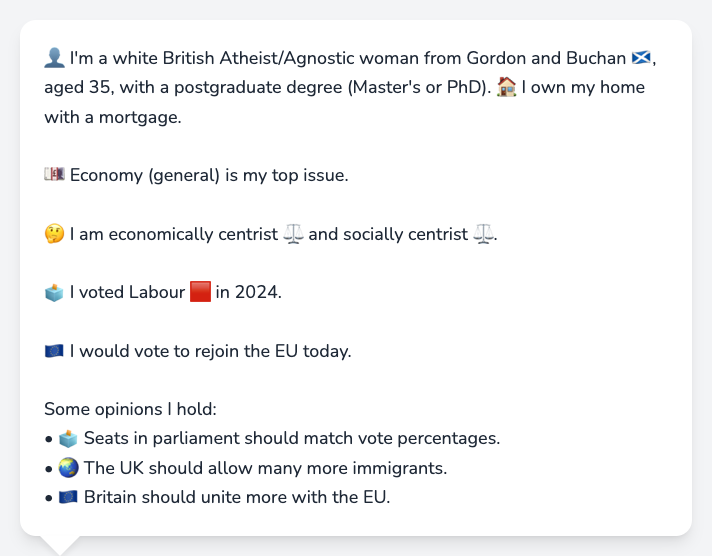 👤 I'm a white British Atheist/Agnostic woman from Gordon and Buchan 🏴󠁧󠁢󠁳󠁣󠁴󠁿,
aged 35, with a postgraduate degree (Master's or PhD). 🏠 I own my home
with a mortgage.
💷 Economy (general) is my top issue.
🤔 I am economically centrist ⚖️ and socially centrist ⚖️.
🗳️ I voted Labour 🟥 in 2024.
🇪🇺 I would vote to rejoin the EU today.
Some opinions I hold:
• 🗳️ Seats in parliament should match vote percentages.
• 🌏 The UK should allow many more immigrants.
• 🇪🇺 Britain should unite more with the EU.